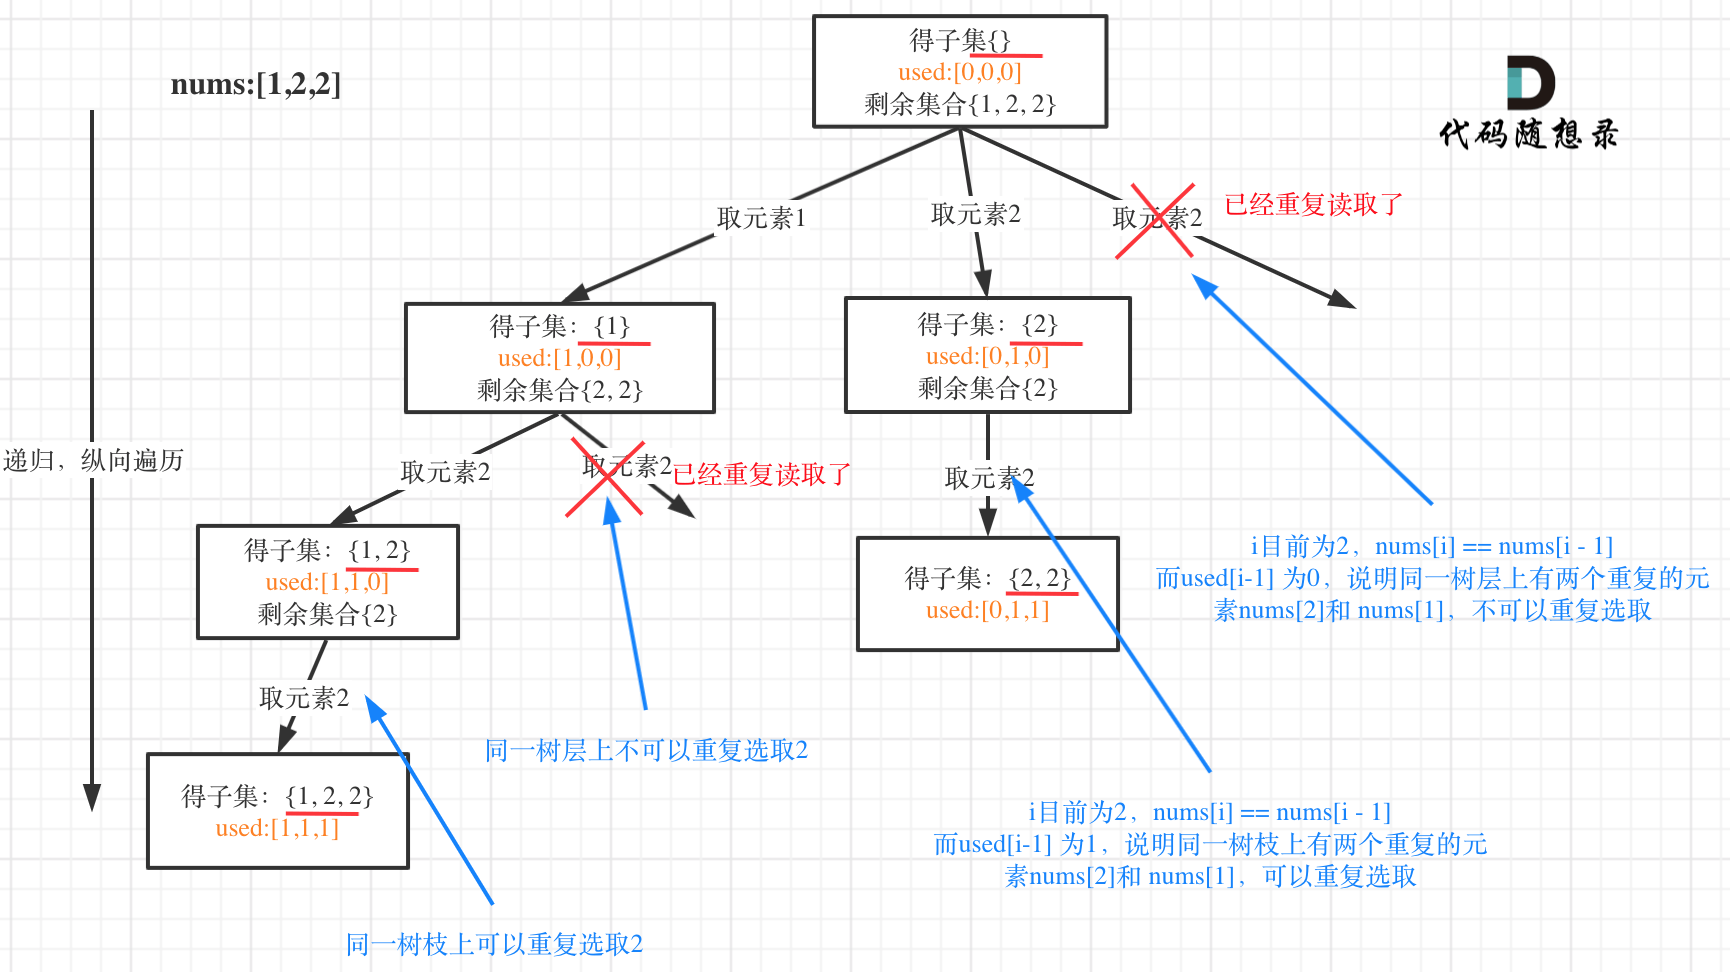 得子集{}
used:[0,0,0]
剩余集合{1, 2, 2}
nums:[1,2,2]
代码随想录
取元素1
取元素2
取元素2
已经重复读取了
得子集：{1}
used:[1,0,0]
剩余集合{2, 2}
得子集：{2}
used:[0,1,0]
剩余集合{2}
递归，纵向遍历
取元素2
取元素2
已经重复读取了
取元素2
得子集：{1, 2}
used:[1,1,0]
剩余集合{2}
得子集：{2, 2}
used:[0,1,1]
i目前为2，nums[i] == nums[i - 1]
而used[i-1] 为0，说明同一树层上有两个重复的元
素nums[2]和 nums[1]，不可以重复选取
取元素2
同一树层上不可以重复选取2
得子集：{1, 2, 2}
used:[1,1,1]
i目前为2，nums[i] == nums[i - 1]
而used[i-1] 为1，说明同一树枝上有两个重复的元
素nums[2]和 nums[1]，可以重复选取
同一树枝上可以重复选取2